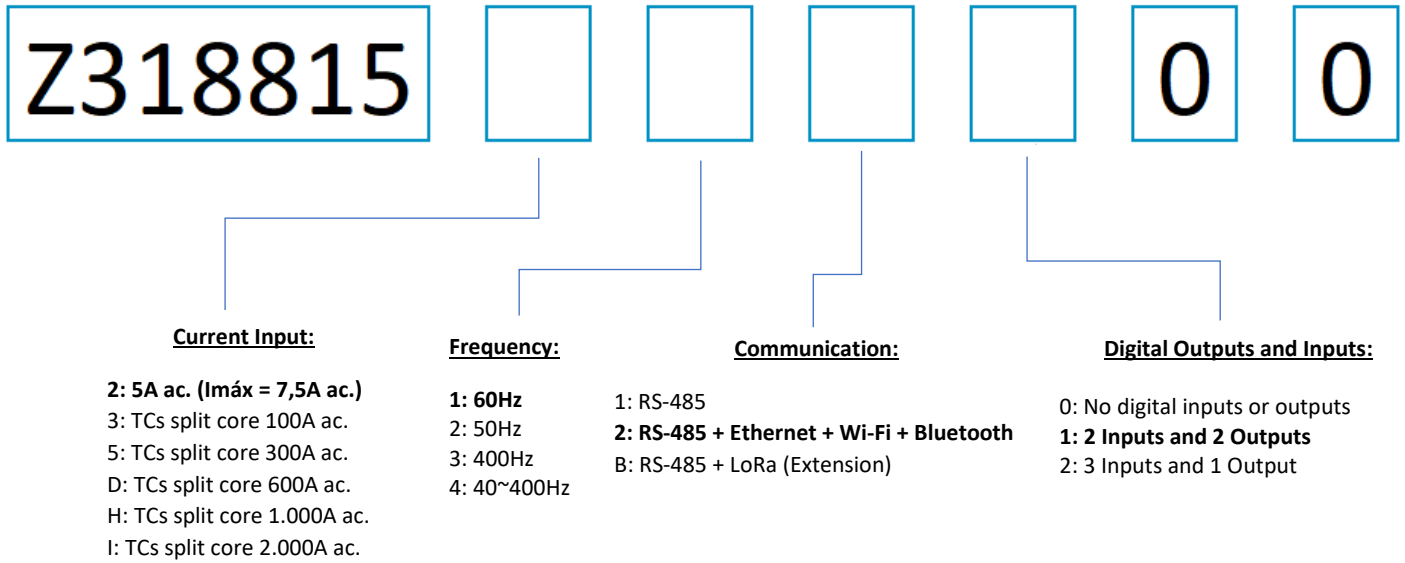 Z318815 0 0
Current Input:
2: 5A ac. (Imáx = 7,5A ac.)
3: TCs split core 100A ac.
5: TCs split core 300A ac.
D: TCs split core 600A ac.
H: TCs split core 1.000A ac.
I: TCs split core 2.000A ac.
Frequency:
1: 60Hz
2: 50Hz
3: 400Hz
4: 40~400Hz
Communication:
1: RS-485
2: RS-485 + Ethernet + Wi-Fi + Bluetooth
B: RS-485 + LoRa (Extension)
Digital Outputs and Inputs:
0: No digital inputs or outputs
1: 2 Inputs and 2 Outputs
2: 3 Inputs and 1 Output